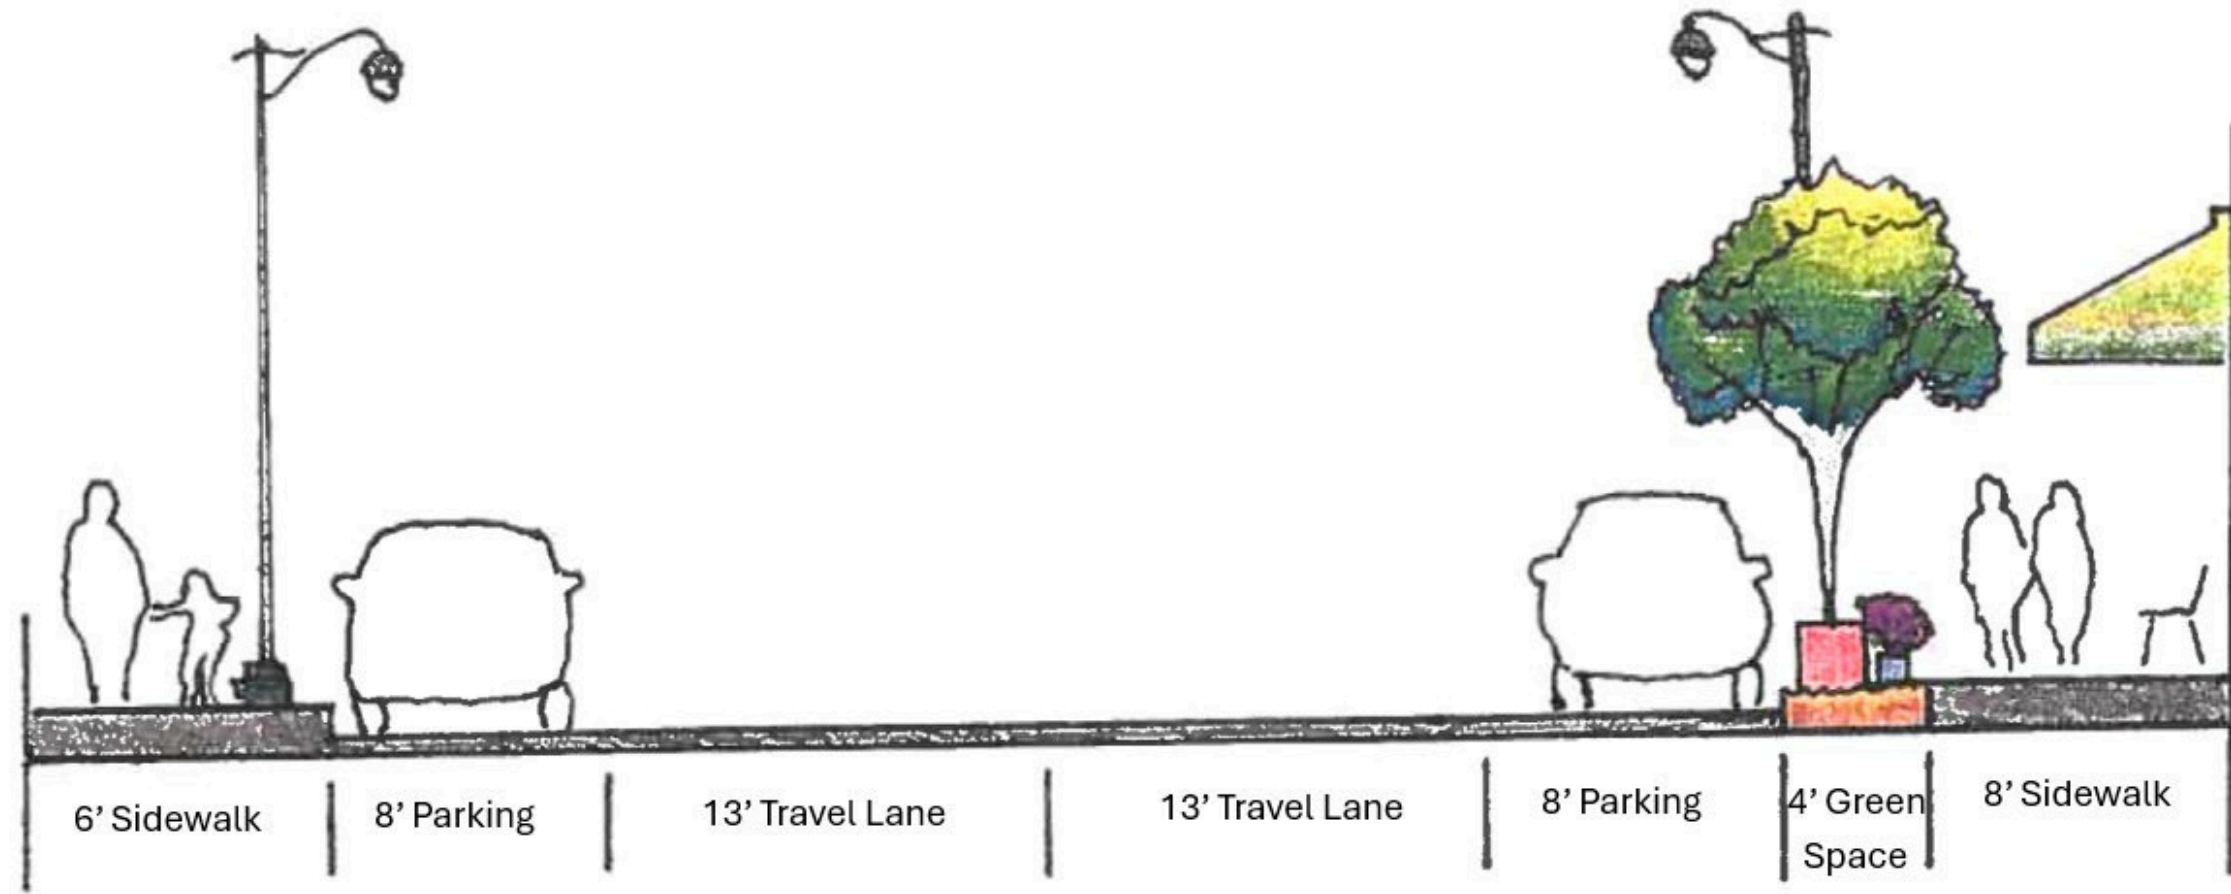 6’ Sidewalk
8’ Parking
13’ Travel Lane
13’ Travel Lane
8’ Parking
4’ Green
Space
8’ Sidewalk